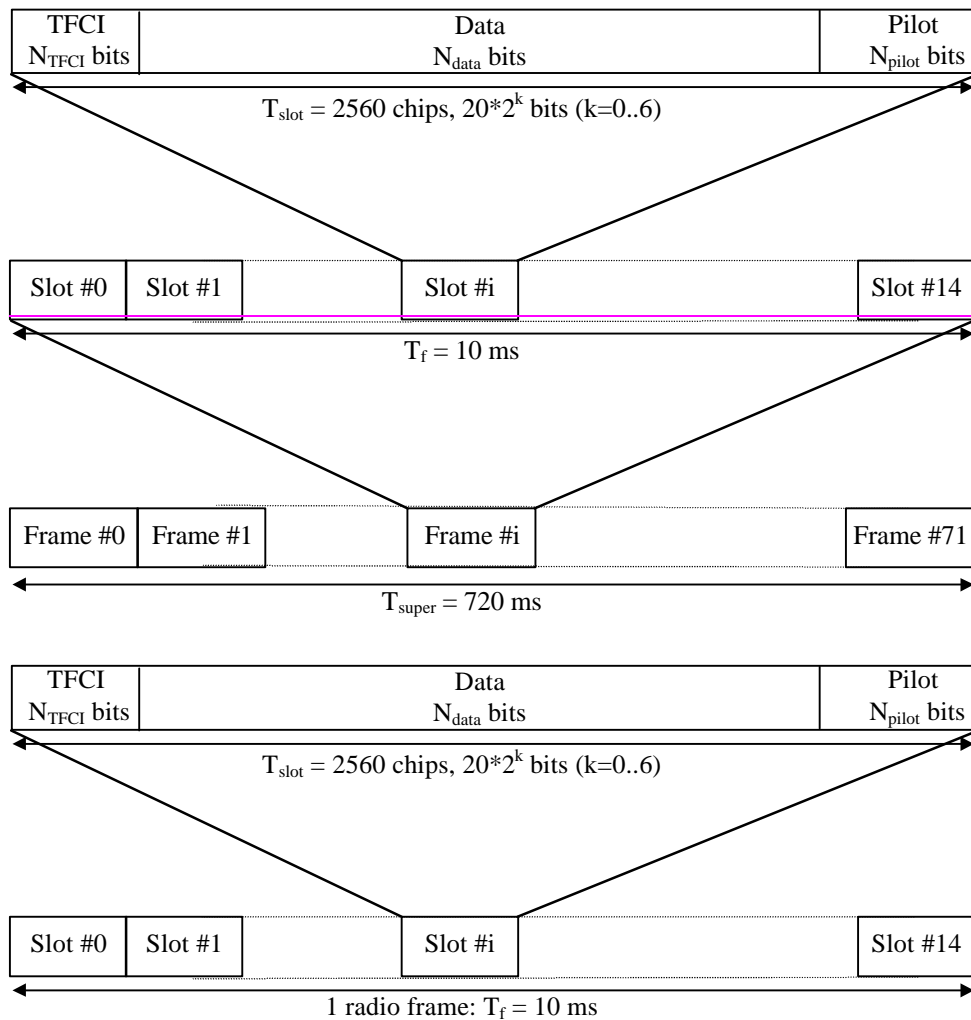 TFCI Data Pilot
N_TFCI bits N_data bits N_pilot bits
T_slot = 2560 chips, 20*2^k bits (k=0..6)
Slot #0 Slot #1 Slot #i Slot #14
T_f = 10 ms
Frame #0 Frame #1 Frame #i Frame #71
T_super = 720 ms
TFCI Data Pilot
N_TFCI bits N_data bits N_pilot bits
T_slot = 2560 chips, 20*2^k bits (k=0..6)
Slot #0 Slot #1 Slot #i Slot #14
1 radio frame: T_f = 10 ms